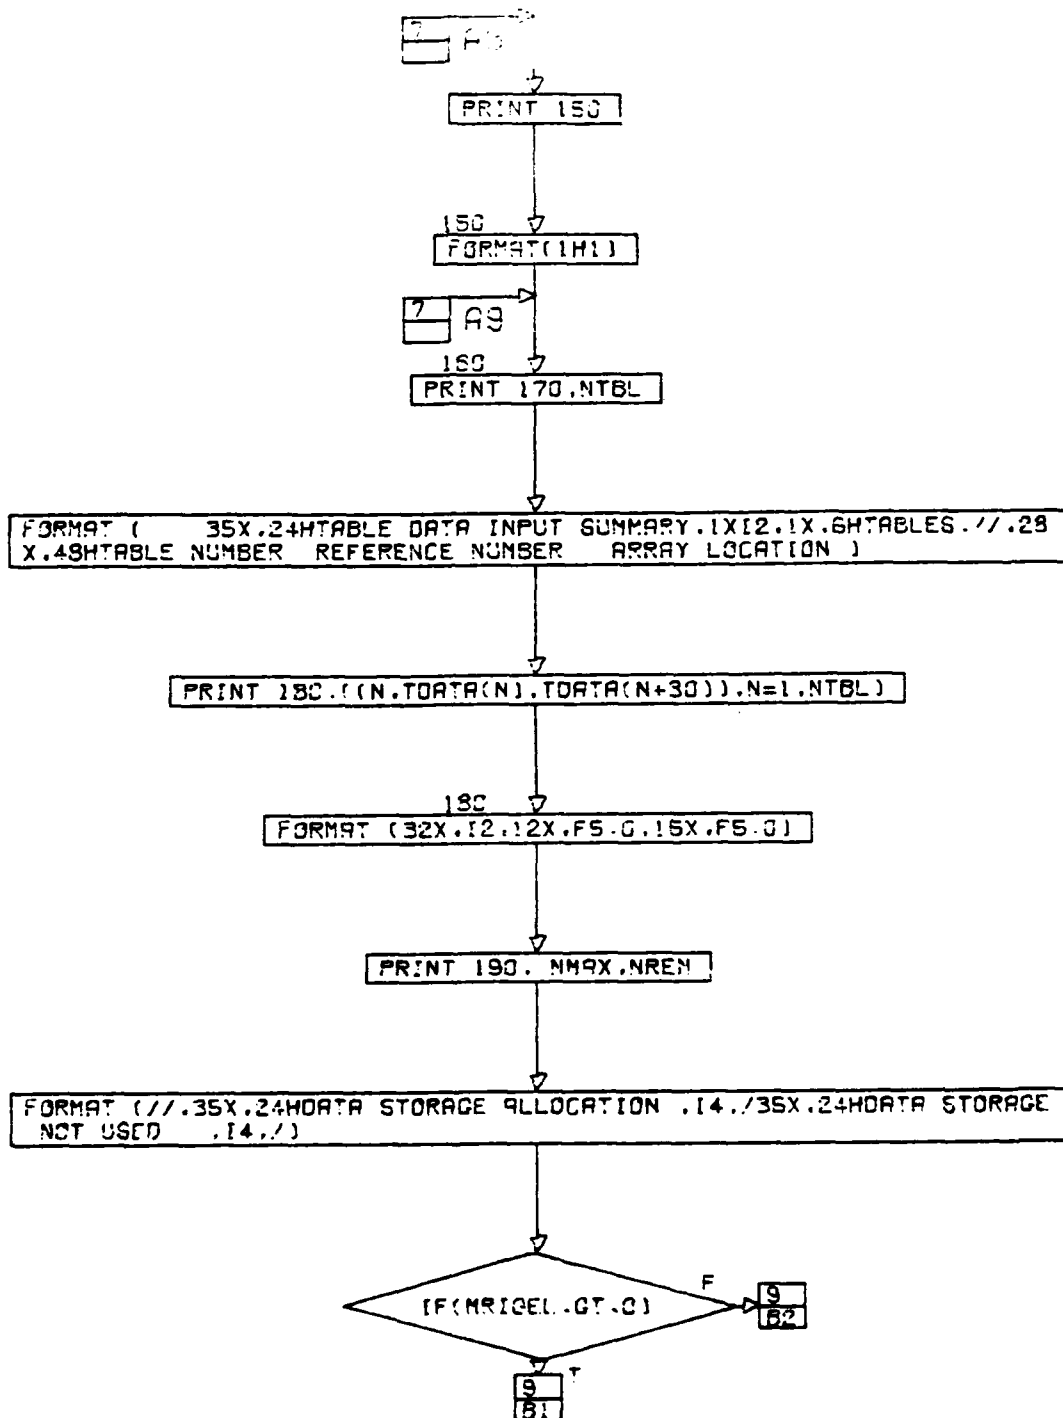 7
PRINT 150
150
FORMAT(1H1)
7 A9
160
PRINT 170,NTBL
FORMAT ( 35X,24HTABLE DATA INPUT SUMMARY,1XI2,1X,6HTABLES,//,28
X,48HTABLE NUMBER REFERENCE NUMBER ARRAY LOCATION )
PRINT 180,((N,TDATA(N),TDATA(N+30)),N=1,NTBL)
180
FORMAT (32X,I2,12X,F5.0,15X,F5.0)
PRINT 190, NMAX,NREM
FORMAT (//,35X,24HDATA STORAGE ALLOCATION ,I4,/35X,24HDATA STORAGE
NOT USED ,I4,/)
IF(MRIGEL.GT.0)
F
9
B2
T
9
B1